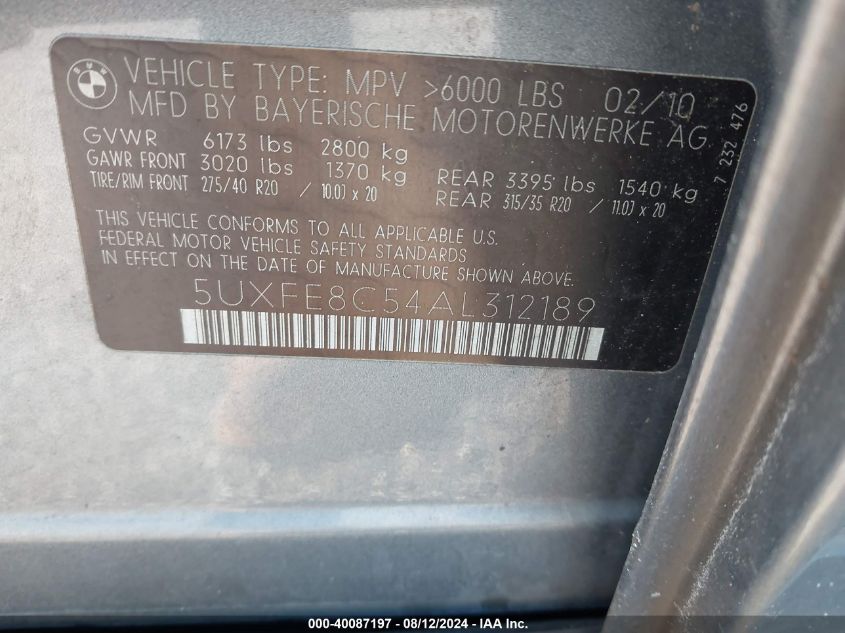 BMW
VEHICLE TYPE: MPV >6000 LBS 02/10
MFD BY BAYERISCHE MOTORENWERKE AG
GVWR 6173 lbs 2800 kg
GAWR FRONT 3020 lbs 1370 kg REAR 3395 lbs 1540 kg
TIRE/RIM FRONT 275/40 R20 / 10.0J x 20 REAR 315/35 R20 / 11.0J x 20
THIS VEHICLE CONFORMS TO ALL APPLICABLE U.S.
FEDERAL MOTOR VEHICLE SAFETY STANDARDS
IN EFFECT ON THE DATE OF MANUFACTURE SHOWN ABOVE.
5UXFE8C54AL312189
7 232 476
000-40087197 - 08/12/2024 - IAA Inc.